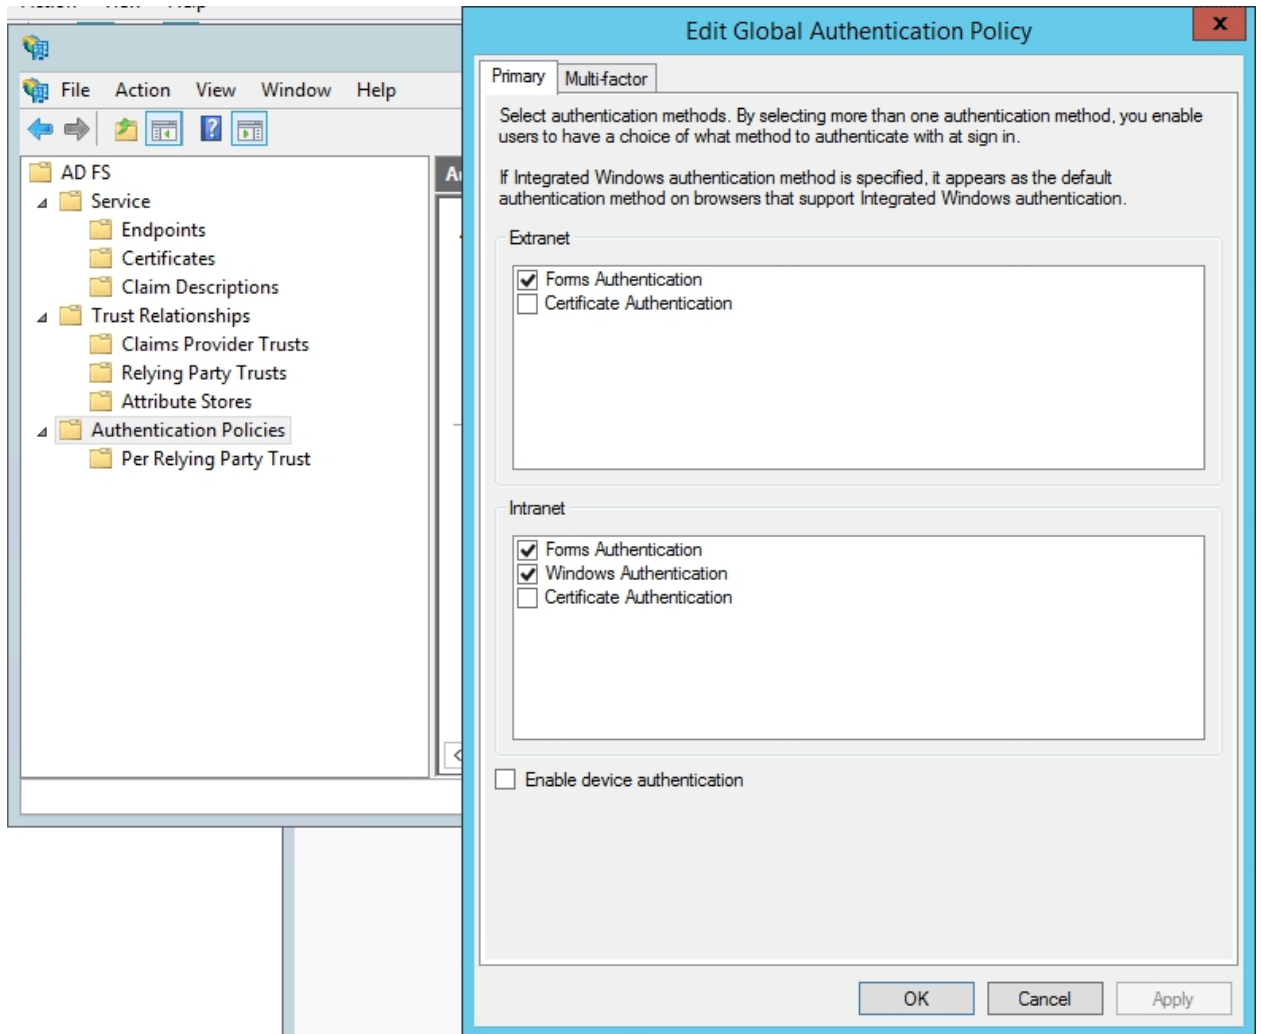 Edit Global Authentication Policy
X
File Action View Window Help
AD FS
Service
Endpoints
Certificates
Claim Descriptions
Trust Relationships
Claims Provider Trusts
Relying Party Trusts
Attribute Stores
Authentication Policies
Per Relying Party Trust
Primary
Multi-factor
Select authentication methods. By selecting more than one authentication method, you enable
users to have a choice of what method to authenticate with at sign in.
If Integrated Windows authentication method is specified, it appears as the default
authentication method on browsers that support Integrated Windows authentication.
Extranet
Forms Authentication
Certificate Authentication
Intranet
Forms Authentication
Windows Authentication
Certificate Authentication
Enable device authentication
OK
Cancel
Apply